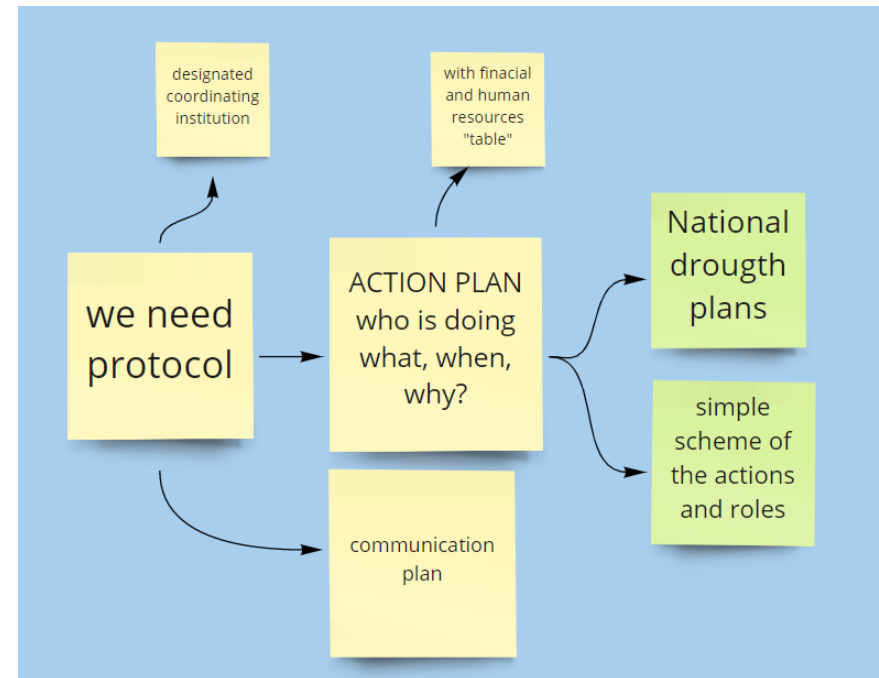 designated
coordinating
institution
with finacial
and human
resources
"table"
we need
protocol
ACTION PLAN
who is doing
what, when,
why?
National
drougth
plans
simple
scheme of
the actions
and roles
communication
plan